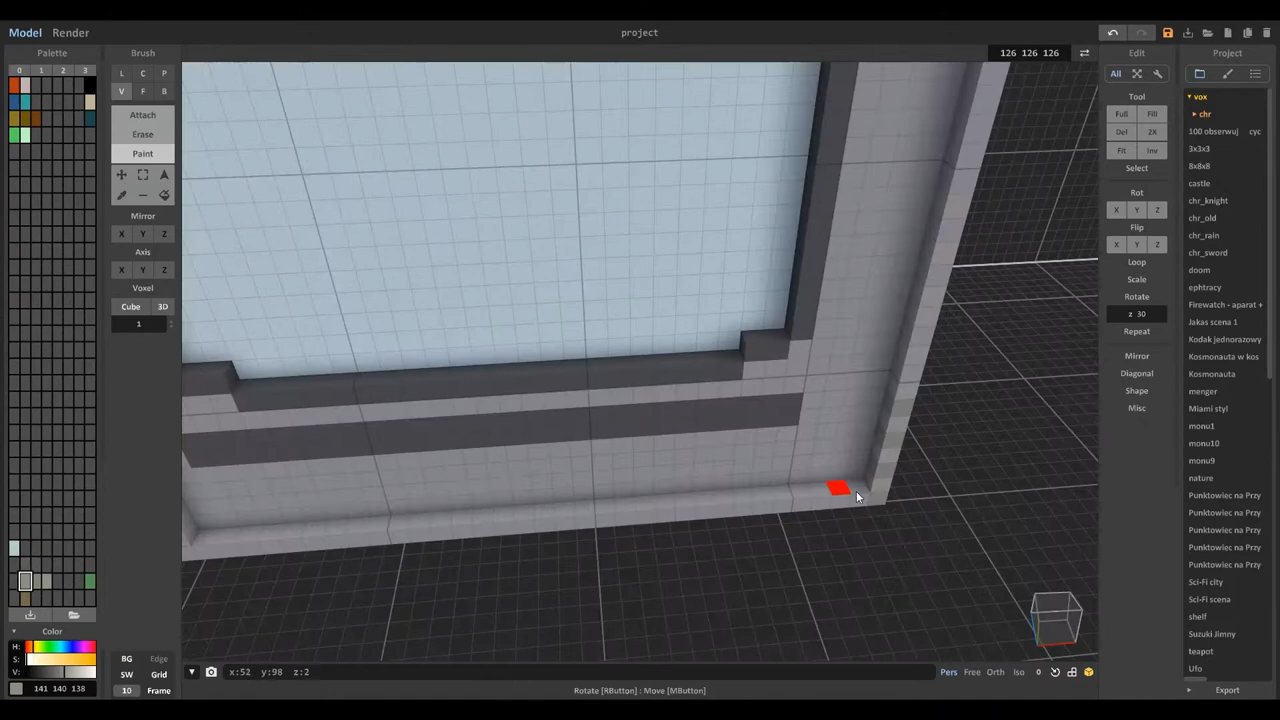 Model Render project
Palette Brush 126 126 126 Edit Project
0 1 2 3
L C P
V F B
Attach
Erase
Paint
Mirror
X Y Z
Axis
X Y Z
Voxel
Cube 3D
1
BG Edge
SW Grid
10 Frame
Color
H:
S:
V:
141 140 138
x:52 y:98 z:2
Pers Free Orth Iso 0
Rotate [RButton] : Move [MButton]
All
Tool
Full Fill
Del 2X
Fit Inv
Select
Rot
X Y Z
Flip
X Y Z
Loop
Scale
Rotate
z 30
Repeat
Mirror
Diagonal
Shape
Misc
vox
chr
100 obserwuj cyc
3x3x3
8x8x8
castle
chr_knight
chr_old
chr_rain
chr_sword
doom
ephtracy
Firewatch - aparat +
Jakas scena 1
Kodak jednorazowy
Kosmonauta w kos
Kosmonauta
menger
Miami styl
monu1
monu10
monu9
nature
Punktowiec na Przy
Punktowiec na Przy
Punktowiec na Przy
Punktowiec na Przy
Punktowiec na Przy
Sci-Fi city
Sci-Fi scena
shelf
Suzuki Jimny
teapot
Ufo
Export